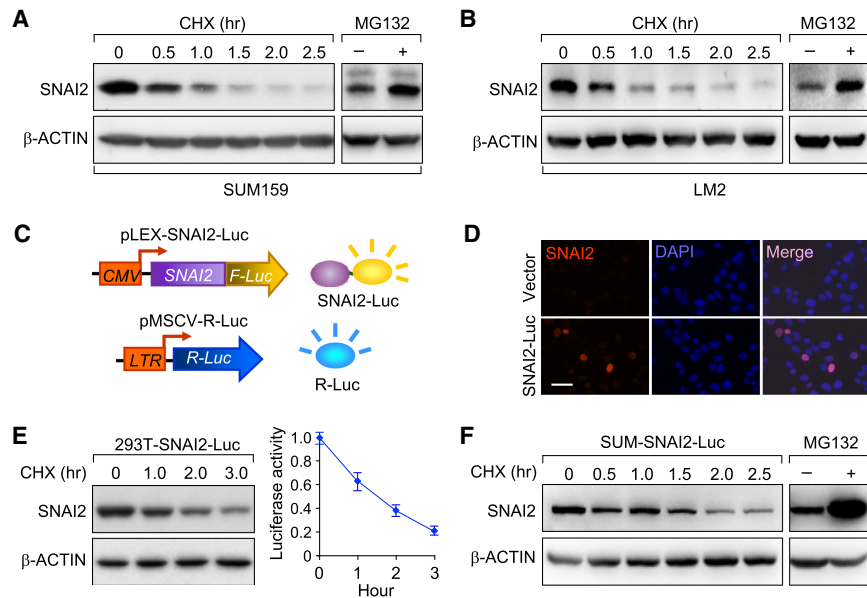 A
CHX (hr) MG132
0 0.5 1.0 1.5 2.0 2.5 – +
SNAI2
β-ACTIN
SUM159
B
CHX (hr) MG132
0 0.5 1.0 1.5 2.0 2.5 – +
SNAI2
β-ACTIN
LM2
C
pLEX-SNAI2-Luc
CMV SNAI2 F-Luc
SNAI2-Luc
pMSCV-R-Luc
LTR R-Luc
R-Luc
D
SNAI2 DAPI Merge
Vector
SNAI2-Luc
E
293T-SNAI2-Luc
CHX (hr) 0 1.0 2.0 3.0
SNAI2
β-ACTIN
Luciferase activity
1.0
0.8
0.6
0.4
0.2
0
0 1 2 3
Hour
F
SUM-SNAI2-Luc MG132
CHX (hr) 0 0.5 1.0 1.5 2.0 2.5 – +
SNAI2
β-ACTIN